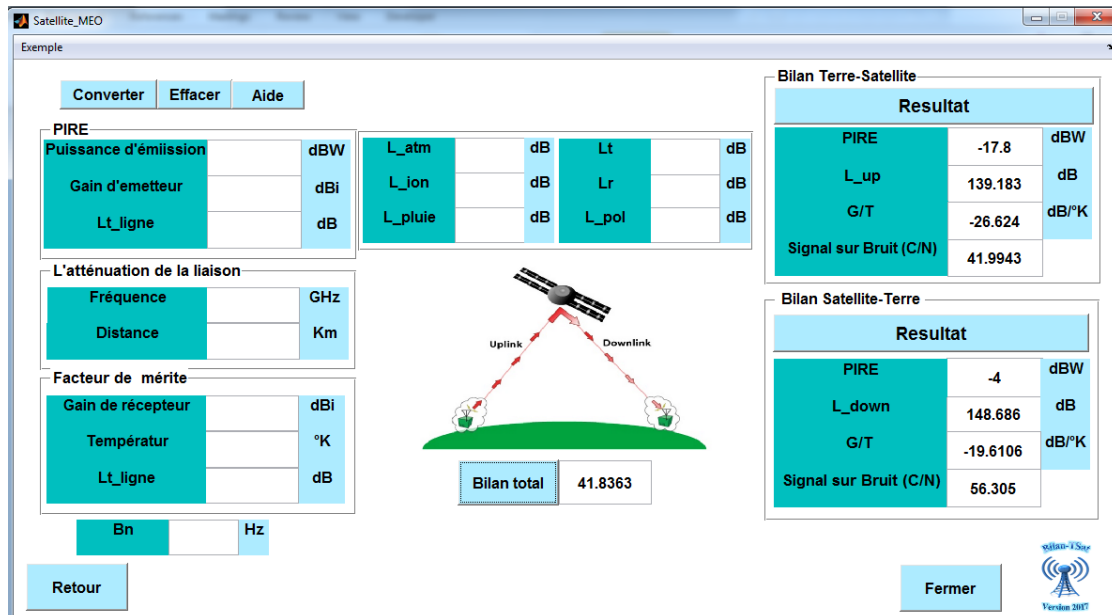 Satellite_MEO
Exemple
Converter Effacer Aide
PIRE
Puissance d'émiission dBW
Gain d'emetteur dBi
Lt_ligne dB
L_atm dB Lt dB
L_ion dB Lr dB
L_pluie dB L_pol dB
L'atténuation de la liaison
Fréquence GHz
Distance Km
Facteur de mérite
Gain de récepteur dBi
Températur °K
Lt_ligne dB
Bn Hz
Retour
Uplink Downlink
Bilan total 41.8363
Bilan Terre-Satellite
Resultat
PIRE -17.8 dBW
L_up 139.183 dB
G/T -26.624 dB/°K
Signal sur Bruit (C/N) 41.9943
Bilan Satellite-Terre
Resultat
PIRE -4 dBW
L_down 148.686 dB
G/T -19.6106 dB/°K
Signal sur Bruit (C/N) 56.305
Fermer
Version 2017